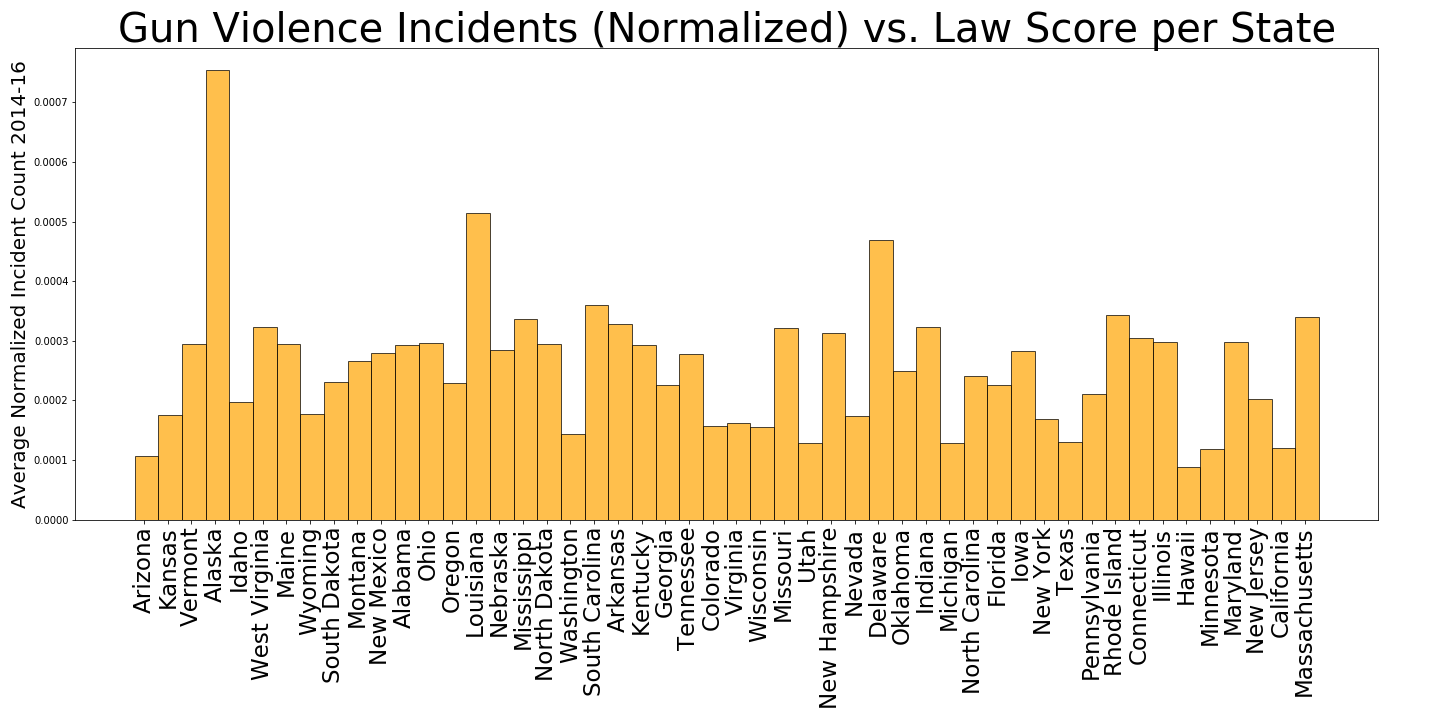 Gun Violence Incidents (Normalized) vs. Law Score per State
Average Normalized Incident Count 2014-16
0.0007
0.0006
0.0005
0.0004
0.0003
0.0002
0.0001
0.0000
Arizona
Kansas
Vermont
Alaska
Idaho
West Virginia
Maine
Wyoming
South Dakota
Montana
New Mexico
Alabama
Ohio
Oregon
Louisiana
Nebraska
Mississippi
North Dakota
Washington
South Carolina
Arkansas
Kentucky
Georgia
Tennessee
Colorado
Virginia
Wisconsin
Missouri
Utah
New Hampshire
Nevada
Delaware
Oklahoma
Indiana
Michigan
North Carolina
Florida
Iowa
New York
Texas
Pennsylvania
Rhode Island
Connecticut
Illinois
Hawaii
Minnesota
Maryland
New Jersey
California
Massachusetts